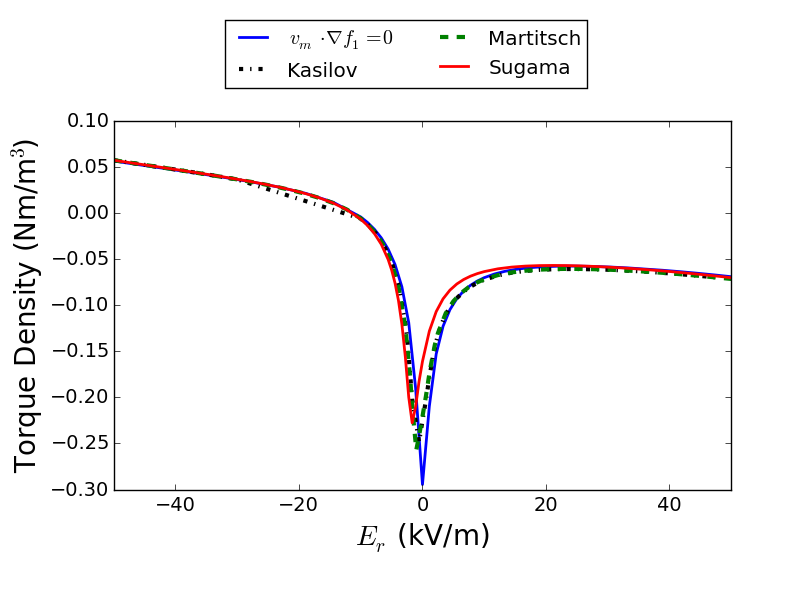 v_m · ∇f_1 = 0
Kasilov
Martitsch
Sugama
Torque Density (Nm/m³)
0.10
0.05
0.00
−0.05
−0.10
−0.15
−0.20
−0.25
−0.30
−40 −20 0 20 40
E_r (kV/m)